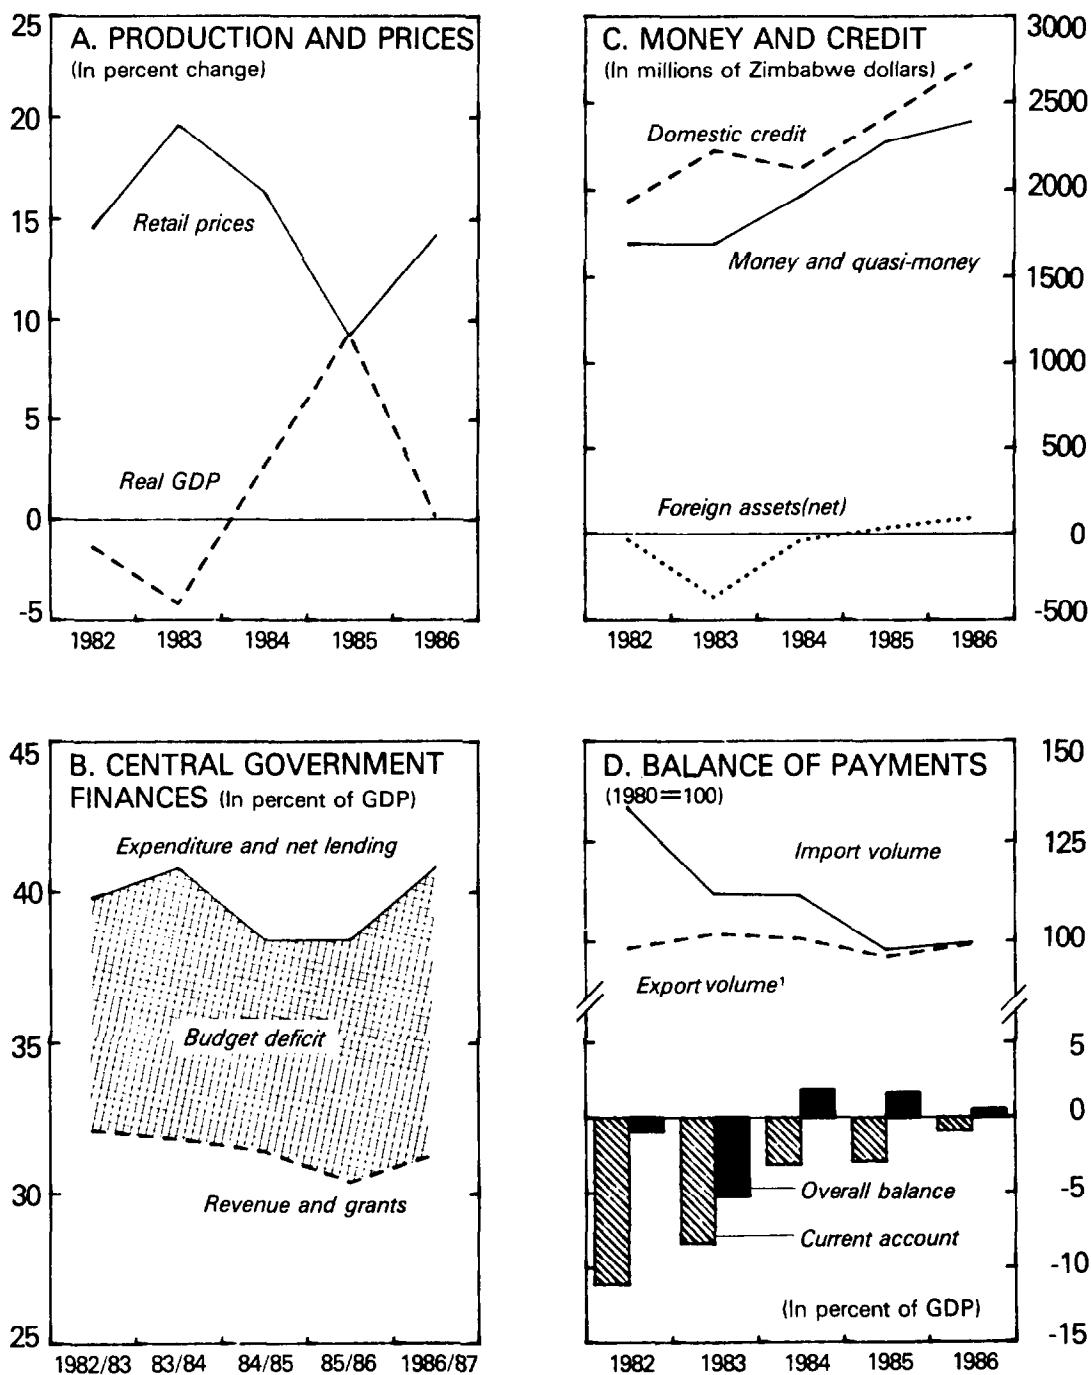 A. PRODUCTION AND PRICES
(In percent change)
25
20
15
10
5
0
-5
Retail prices
Real GDP
1982 1983 1984 1985 1986
C. MONEY AND CREDIT
(In millions of Zimbabwe dollars)
3000
2500
2000
1500
1000
500
0
-500
Domestic credit
Money and quasi-money
Foreign assets(net)
1982 1983 1984 1985 1986
B. CENTRAL GOVERNMENT
FINANCES (In percent of GDP)
45
40
35
30
25
Expenditure and net lending
Budget deficit
Revenue and grants
1982/83 83/84 84/85 85/86 1986/87
D. BALANCE OF PAYMENTS
(1980=100)
150
125
100
5
0
-5
-10
-15
Import volume
Export volume¹
Overall balance
Current account
(In percent of GDP)
1982 1983 1984 1985 1986